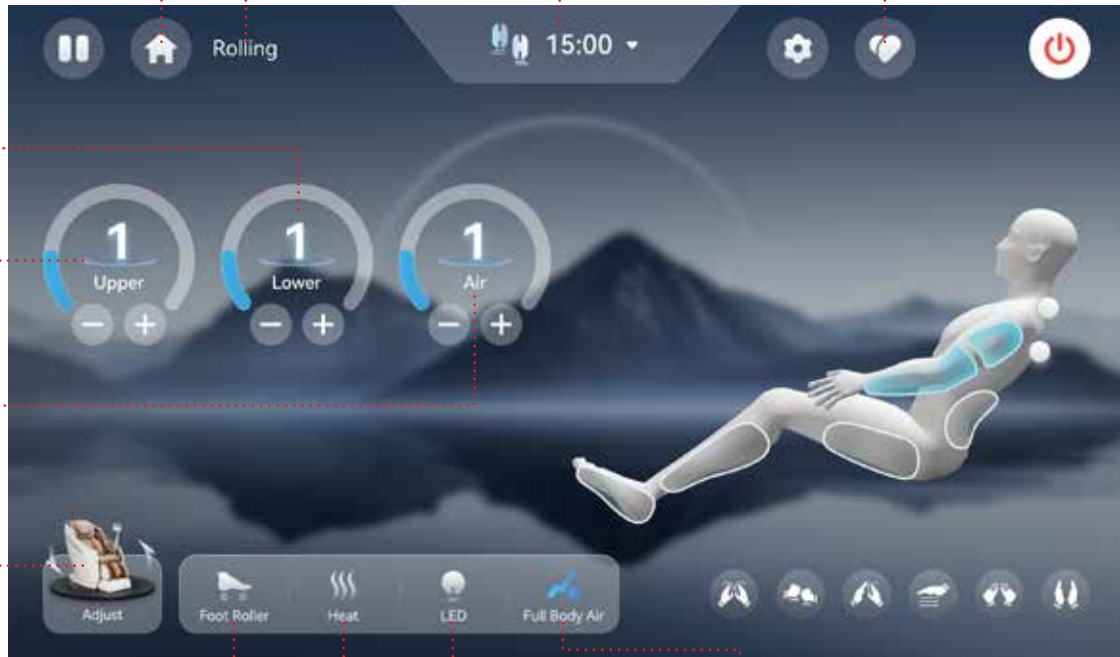 Rolling
15:00
1
Upper
1
Lower
1
Air
Adjust
Foot Roller
Heat
LED
Full Body Air